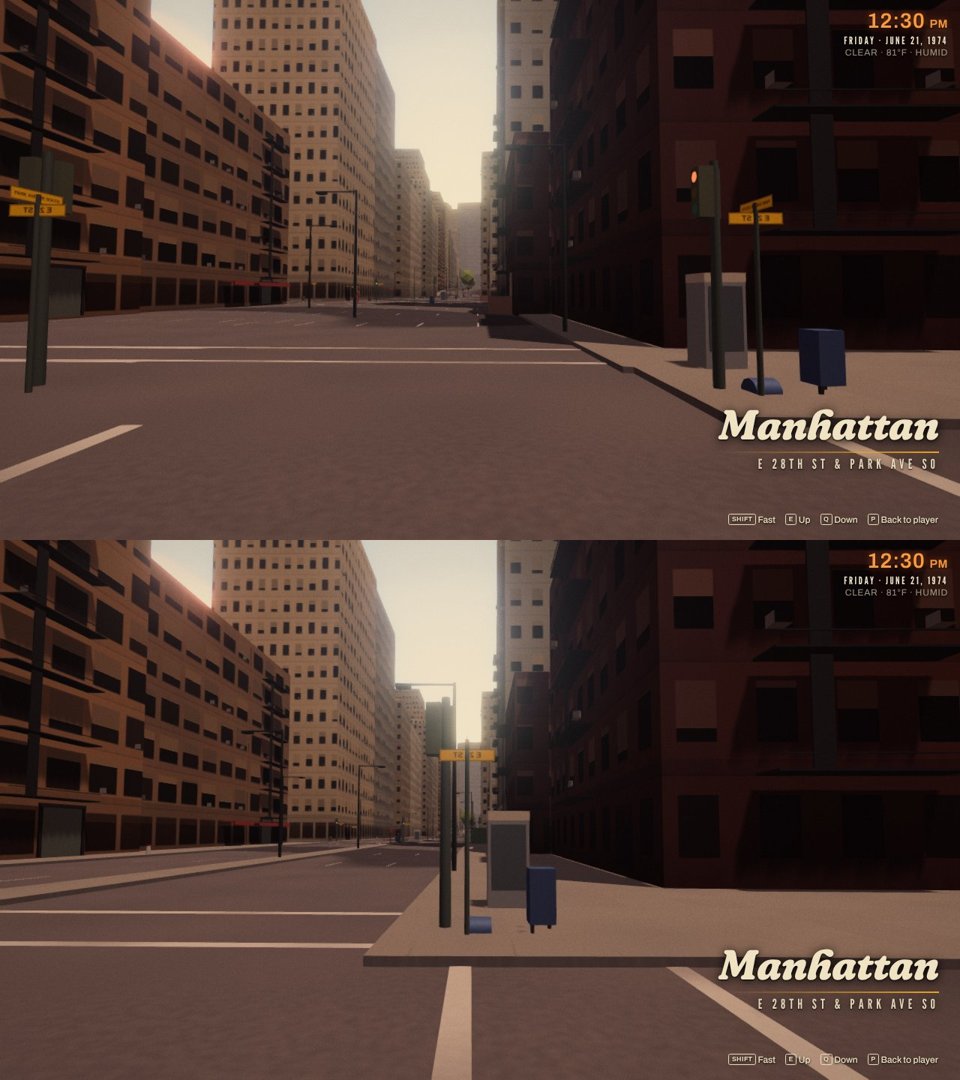 12:30 PM
FRIDAY · JUNE 21, 1974
CLEAR · 81°F · HUMID
Manhattan
E 28TH ST & PARK AVE SO
SHIFT Fast E Up Q Down P Back to player
12:30 PM
FRIDAY · JUNE 21, 1974
CLEAR · 81°F · HUMID
Manhattan
E 28TH ST & PARK AVE SO
SHIFT Fast E Up Q Down P Back to player